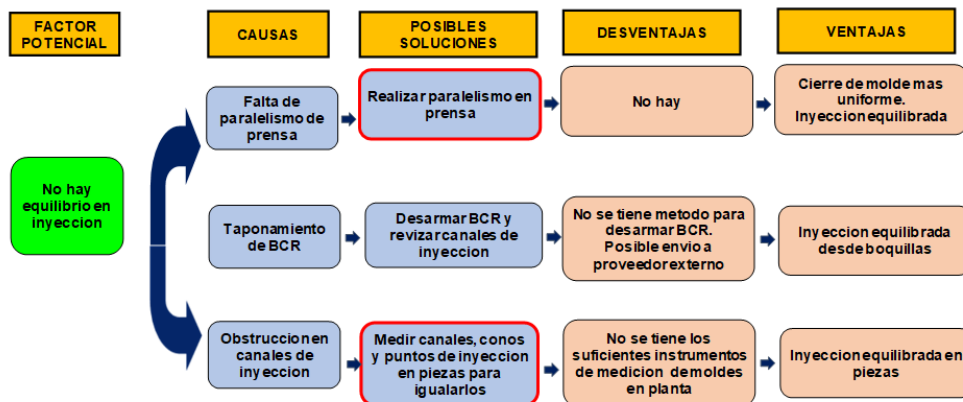 FACTOR
POTENCIAL
CAUSAS
POSIBLES
SOLUCIONES
DESVENTAJAS
VENTAJAS
No hay
equilibrio en
inyeccion
Falta de
paralelismo de
prensa
Realizar paralelismo en
prensa
No hay
Cierre de molde mas
uniforme.
Inyeccion equilibrada
Taponamiento
de BCR
Desarmar BCR y
revizar canales de
inyeccion
No se tiene metodo para
desarmar BCR.
Posible envio a
proveedor externo
Inyeccion equilibrada
desde boquillas
Obstruccion en
canales de
inyeccion
Medir canales, conos
y puntos de inyeccion
en piezas para
igualarlos
No se tiene los
suficientes instrumentos
de medicion de moldes
en planta
Inyeccion equilibrada en
piezas